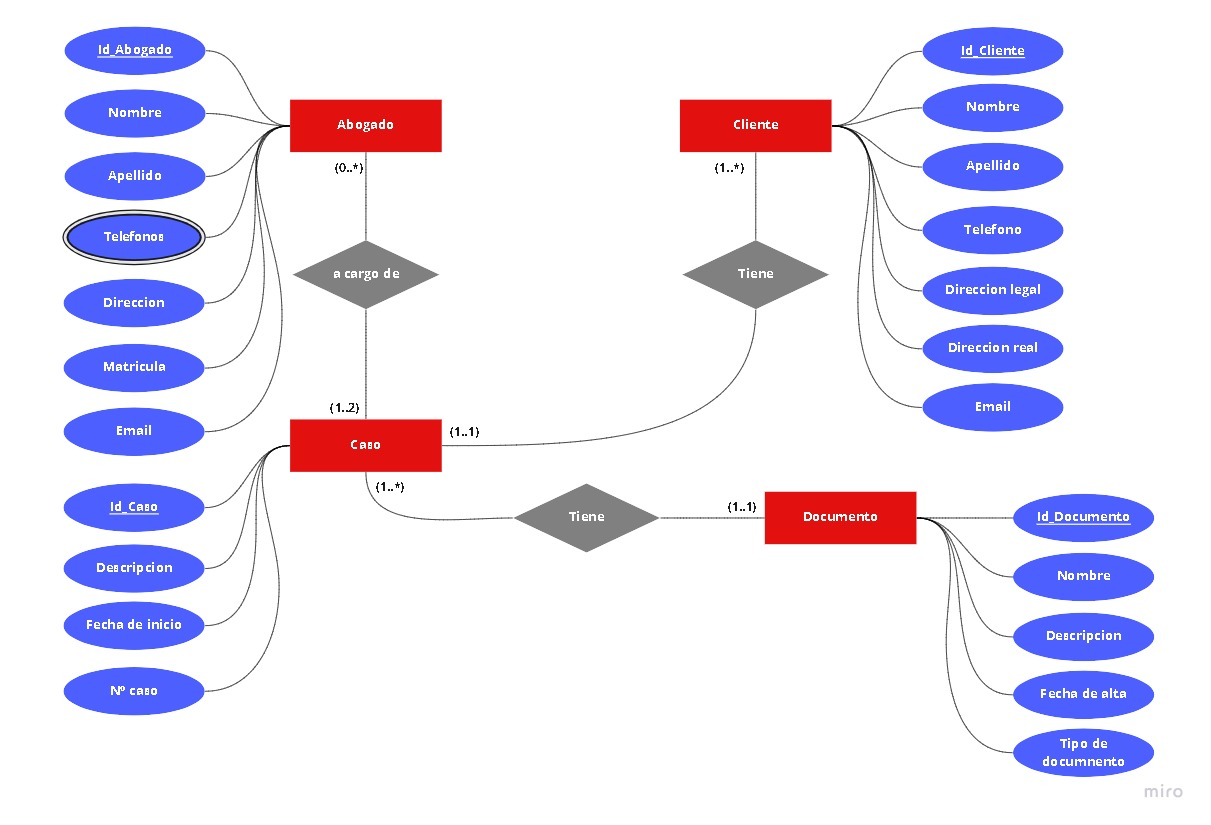 Id_Abogado
Nombre
Apellido
Telefonos
Direccion
Matricula
Email
Abogado
(0..*)
a cargo de
(1..2)
Cliente
(1..*)
Tiene
(1..1)
Id_Cliente
Nombre
Apellido
Telefono
Direccion legal
Direccion real
Email
Caso
(1..*)
Id_Caso
Descripcion
Fecha de inicio
Nº caso
Tiene
(1..1)
Documento
Id_Documento
Nombre
Descripcion
Fecha de alta
Tipo de
documnento
miro